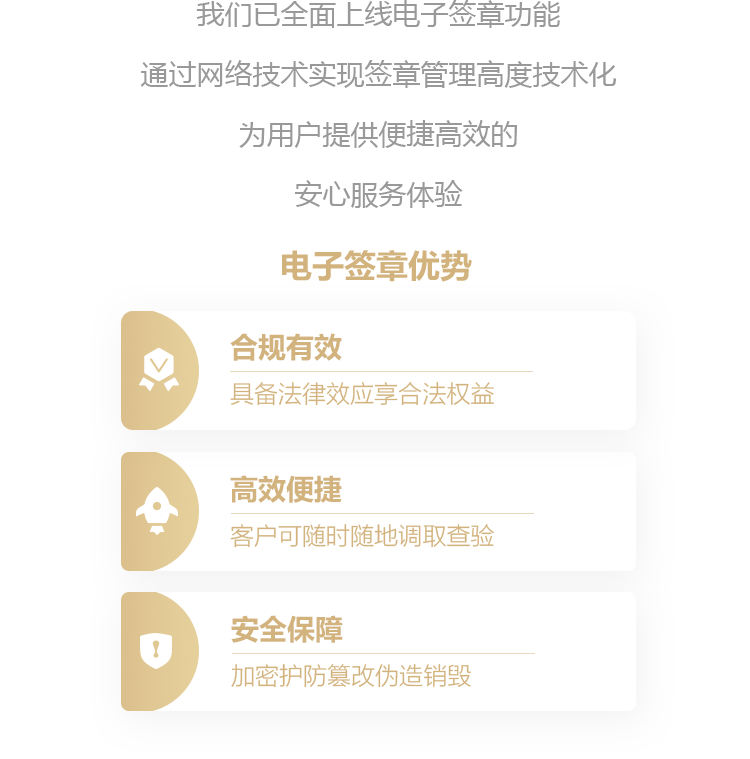 我们已全面上线电子签章功能
通过网络技术实现签章管理高度技术化
为用户提供便捷高效的
安心服务体验
电子签章优势
合规有效
具备法律效应享合法权益
高效便捷
客户可随时随地调取查验
安全保障
加密护防篡改伪造销毁